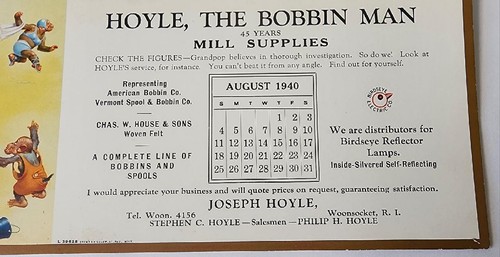 HOYLE, THE BOBBIN MAN
45 YEARS
MILL SUPPLIES
CHECK THE FIGURES—Grandpop believes in thorough investigation. So do we! Look at
HOYLE'S service, for instance. You can't beat it from any angle. Find out for yourself.
Representing
American Bobbin Co.
Vermont Spool & Bobbin Co.
CHAS. W. HOUSE & SONS
Woven Felt
A COMPLETE LINE OF
BOBBINS AND
SPOOLS
AUGUST 1940
S M T W T F S
1 2 3
4 5 6 7 8 9 10
11 12 13 14 15 16 17
18 19 20 21 22 23 24
25 26 27 28 29 30 31
BIRDSEYE
ELECTRIC CO
We are distributors for
Birdseye Reflector
Lamps.
Inside-Silvered Self-Reflecting
I would appreciate your business and will quote prices on request, guaranteeing satisfaction.
JOSEPH HOYLE,
Tel. Woon. 4156 Woonsocket, R. I.
STEPHEN C. HOYLE—Salesmen—PHILIP H. HOYLE